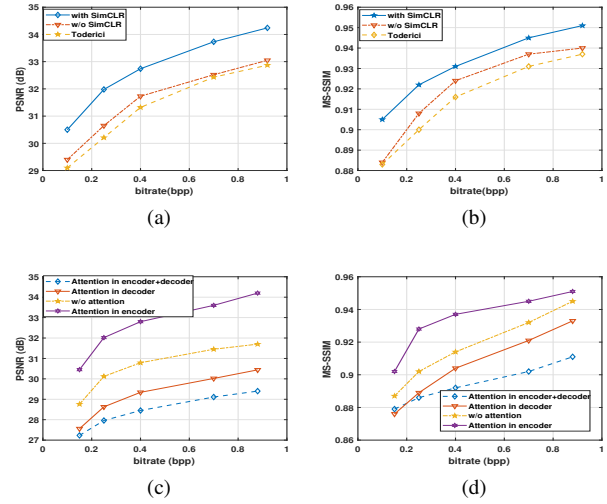 35
34
33
32
31
30
29
PSNR (dB)
with SimCLR
w/o SimCLR
Toderici
0
0.2
0.4
0.6
0.8
1
bitrate(bpp)
(a)
0.96
0.95
0.94
0.93
0.92
0.91
0.9
0.89
0.88
MS-SSIM
with SimCLR
w/o SimCLR
Toderici
0
0.2
0.4
0.6
0.8
1
bitrate(bpp)
(b)
35
34
33
32
31
30
29
28
27
PSNR (dB)
Attention in encoder+decoder
Attention in decoder
w/o attention
Attention in encoder
0
0.2
0.4
0.6
0.8
1
bitrate (bpp)
(c)
0.96
0.94
0.92
0.9
0.88
0.86
MS-SSIM
Attention in encoder+decoder
Attention in decoder
w/o attention
Attention in encoder
0
0.2
0.4
0.6
0.8
1
bitrate (bpp)
(d)